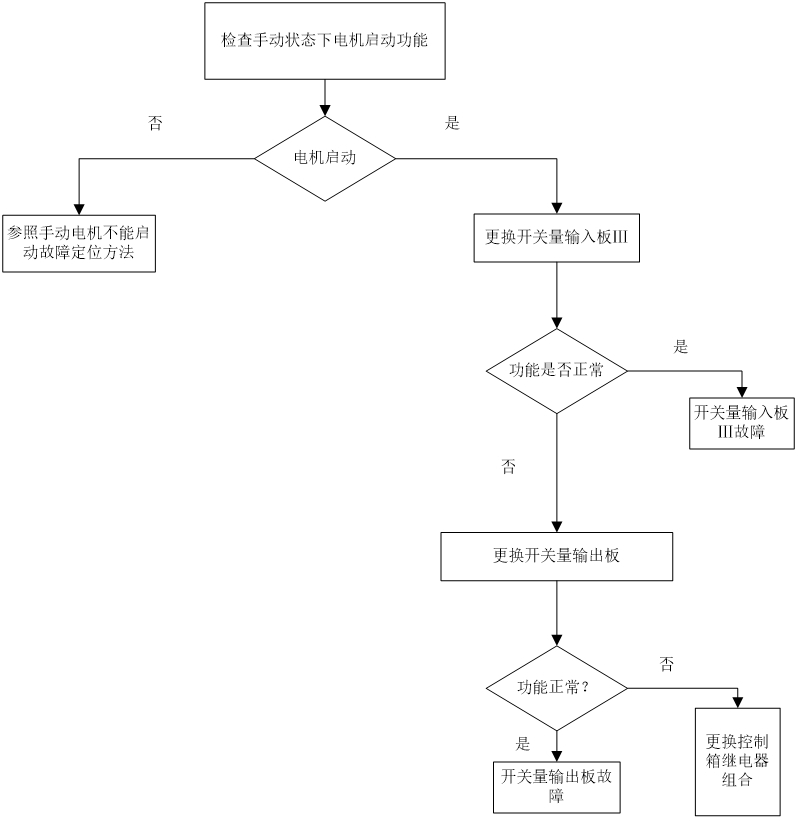 检查手动状态下电机启动功能
否
是
电机启动
参照手动电机不能启
动故障定位方法
更换开关量输入板Ⅲ
功能是否正常
是
开关量输入板
Ⅲ故障
否
更换开关量输出板
功能正常？
否
是
更换控制
箱继电器
组合
开关量输出板故
障